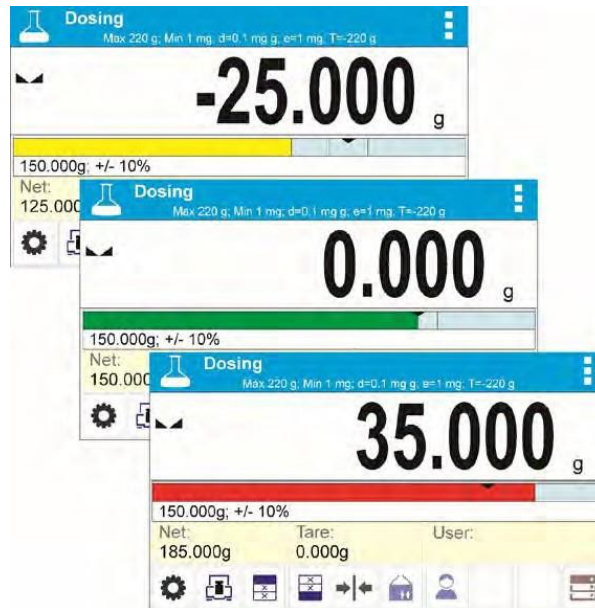 Dosing
Max 220 g; Min 1 mg; d=0.1 mg g; e=1 mg; T=-220 g
-25.000 g
150.000g; +/- 10%
Net:
125.000
Dosing
Max 220 g; Min 1 mg; d=0.1 mg g; e=1 mg; T=-220 g
0.000 g
150.000g; +/- 10%
Net:
150.000
Dosing
Max 220 g; Min 1 mg; d=0.1 mg g; e=1 mg; T=-220 g
35.000 g
150.000g; +/- 10%
Net: Tare: User:
185.000g 0.000g